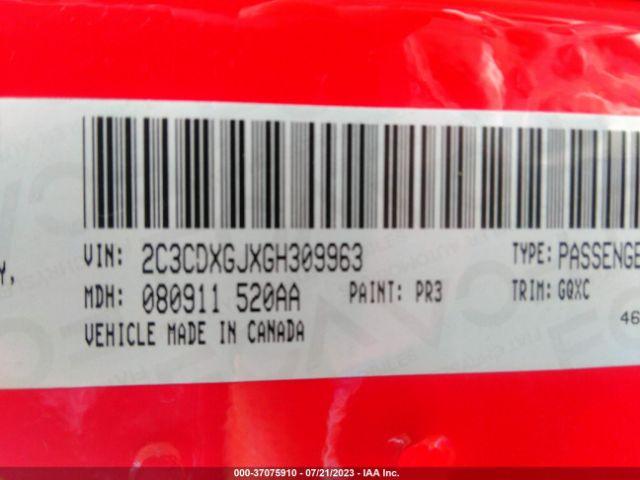 VIN: 2C3CDXGJXGH309963 TYPE: PASSENGE
Y,
MDH: 080911 520AA PAINT: PR3 TRIM: GQXC
VEHICLE MADE IN CANADA 46
000-37075910 - 07/21/2023 - IAA Inc.